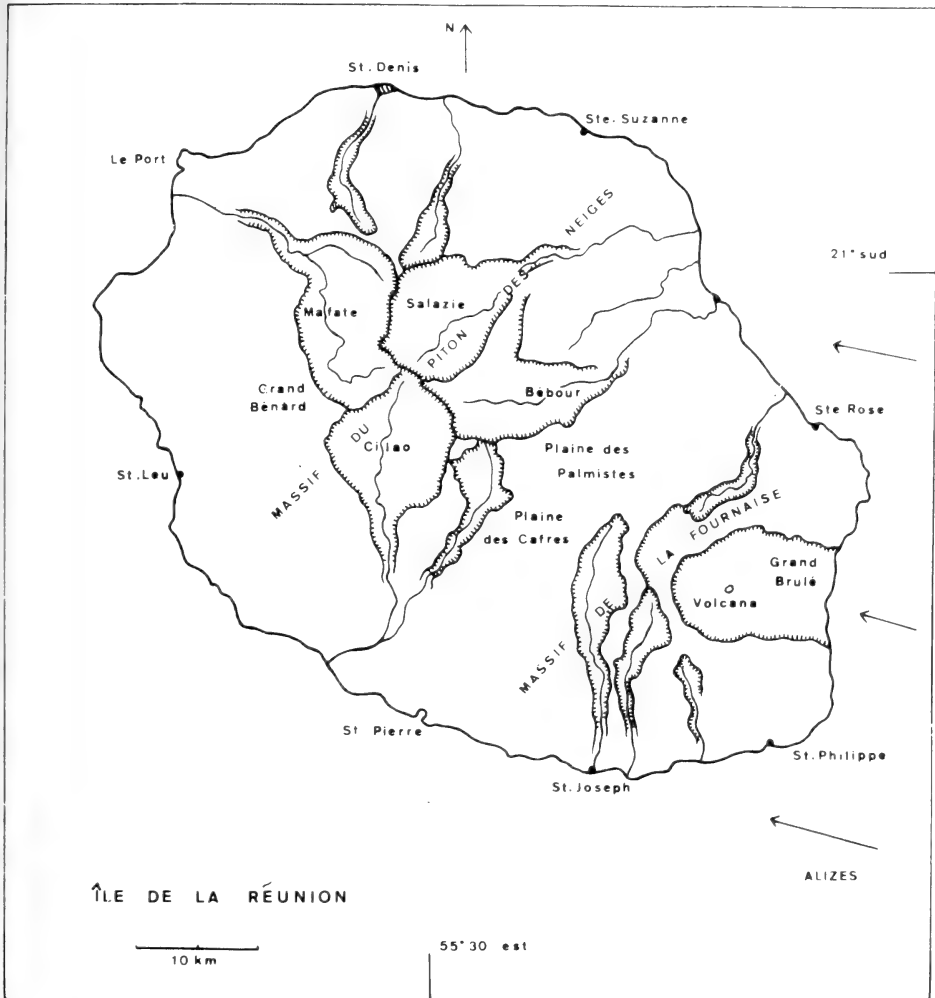 N
St. Denis
Ste. Suzanne
Le Port
21° sud
Mafate
Salazie
MASSIF DU PITON DES NEIGES
Grand
Bénard
Bébour
Ste Rose
Cilao
St. Leu
Plaine des
Palmistes
Plaine
des Cafres
MASSIF DE LA FOURNAISE
Grand
Brulé
Volcana
St Pierre
St. Philippe
St. Joseph
ALIZES
ÎLE DE LA RÉUNION
10 km
55° 30 est